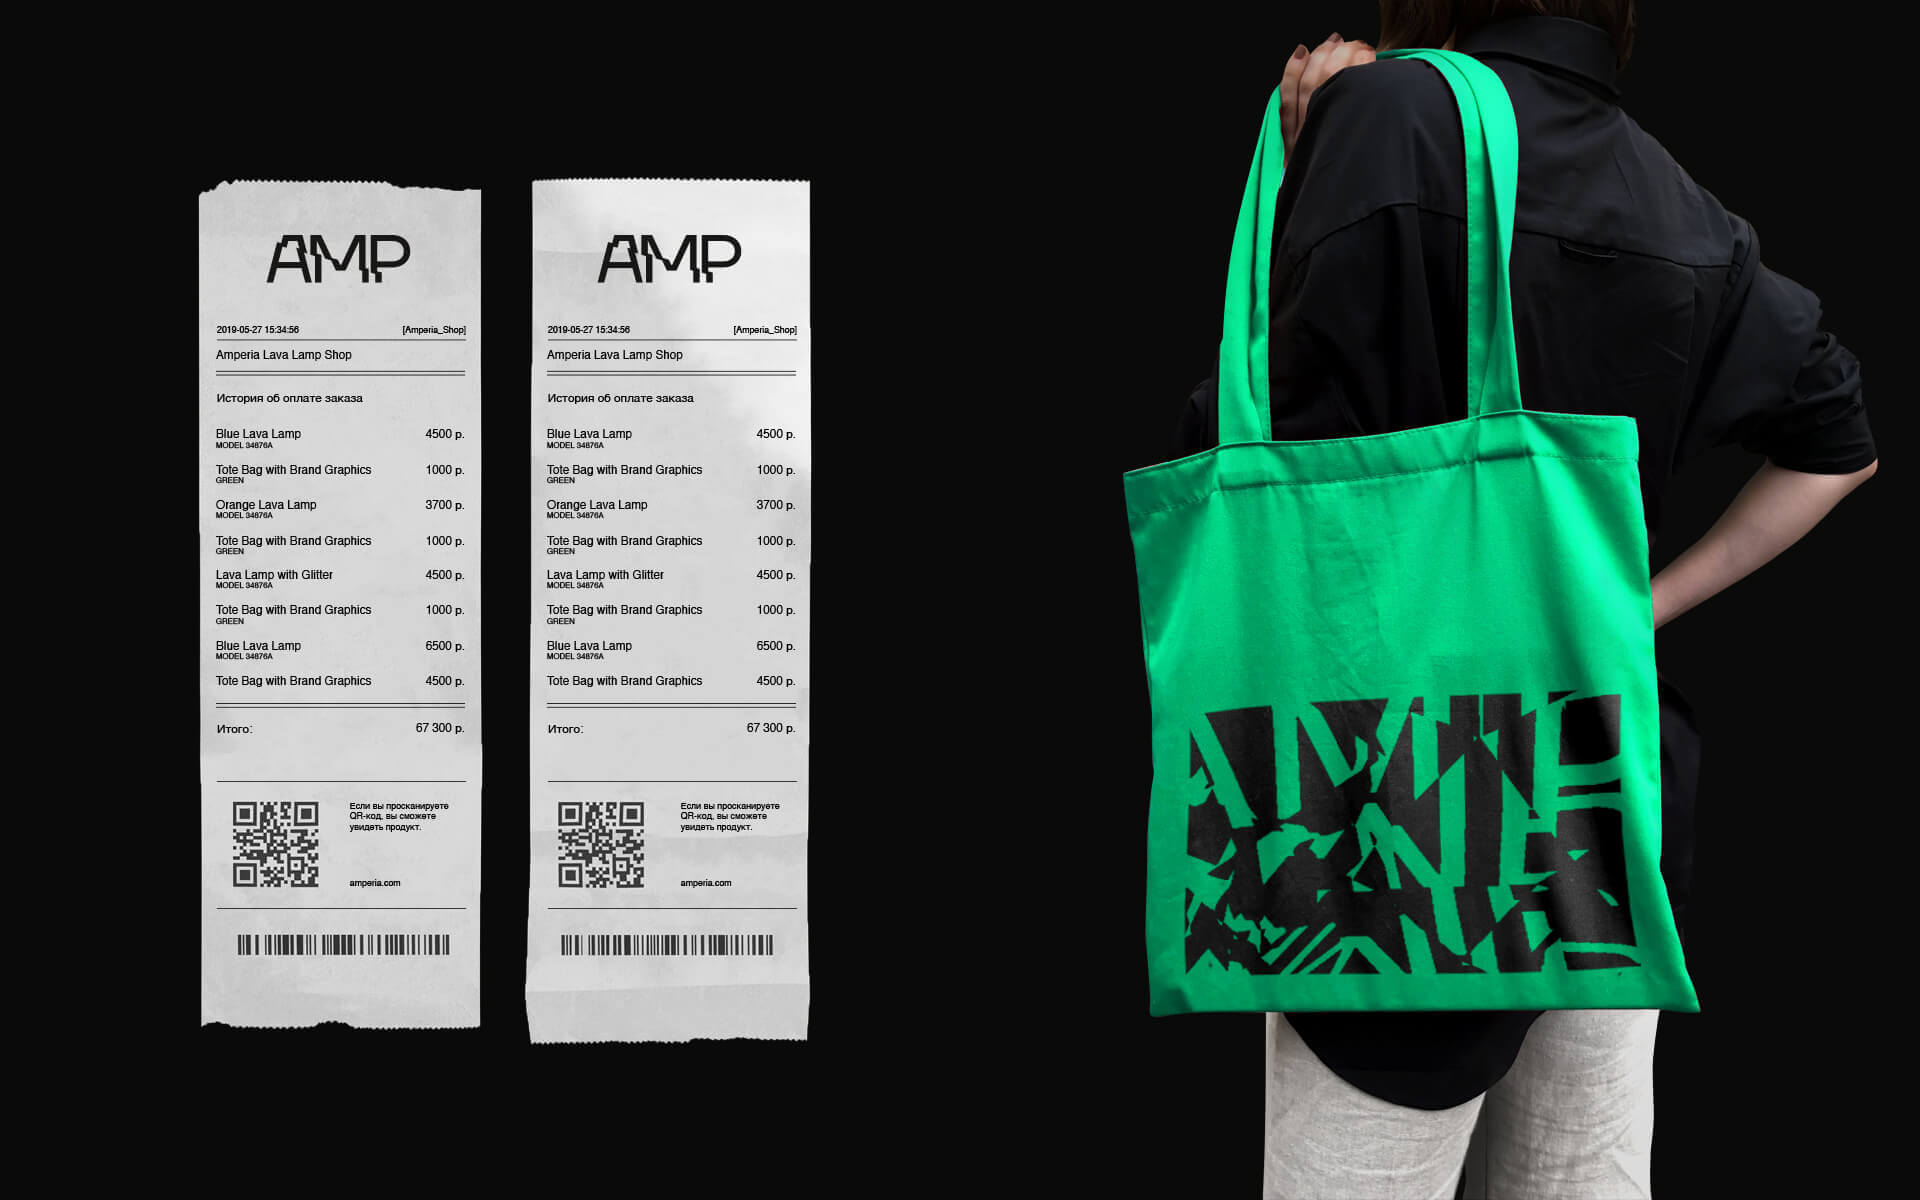 AMP
2019-05-27 15:34:56 [Amperia_Shop]
Amperia Lava Lamp Shop
История об оплате заказа
Blue Lava Lamp 4500 р.
MODEL 34876A
Tote Bag with Brand Graphics 1000 р.
GREEN
Orange Lava Lamp 3700 р.
MODEL 34876A
Tote Bag with Brand Graphics 1000 р.
GREEN
Lava Lamp with Glitter 4500 р.
MODEL 34876A
Tote Bag with Brand Graphics 1000 р.
GREEN
Blue Lava Lamp 6500 р.
MODEL 34876A
Tote Bag with Brand Graphics 4500 р.
Итого: 67 300 р.
Если вы просканируете
QR-код, вы сможете
увидеть продукт.
amperia.com
AMP
2019-05-27 15:34:56 [Amperia_Shop]
Amperia Lava Lamp Shop
История об оплате заказа
Blue Lava Lamp 4500 р.
MODEL 34876A
Tote Bag with Brand Graphics 1000 р.
GREEN
Orange Lava Lamp 3700 р.
MODEL 34876A
Tote Bag with Brand Graphics 1000 р.
GREEN
Lava Lamp with Glitter 4500 р.
MODEL 34876A
Tote Bag with Brand Graphics 1000 р.
GREEN
Blue Lava Lamp 6500 р.
MODEL 34876A
Tote Bag with Brand Graphics 4500 р.
Итого: 67 300 р.
Если вы просканируете
QR-код, вы сможете
увидеть продукт.
amperia.com